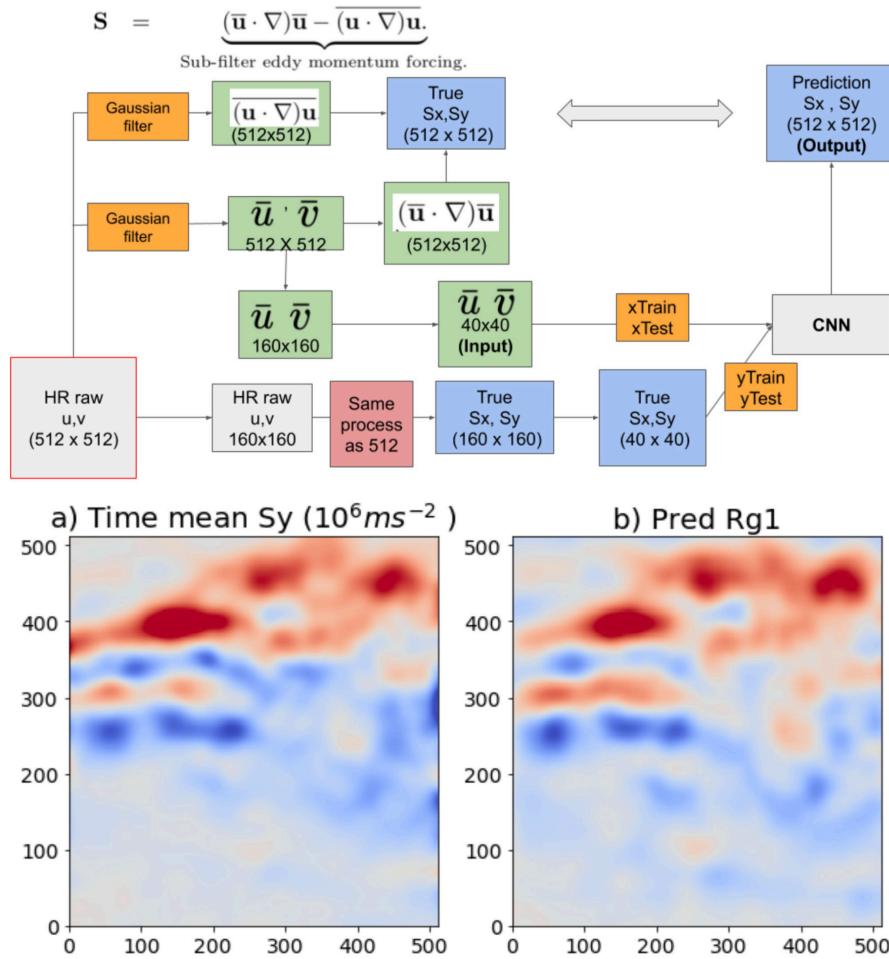 S = (u̅ · ∇)u̅ − \overline{(u · ∇)u}.
Sub-filter eddy momentum forcing.
Gaussian
filter
\overline{(u · ∇)u}
(512x512)
True
Sx,Sy
(512 x 512)
Prediction
Sx , Sy
(512 x 512)
(Output)
Gaussian
filter
u̅ , v̅
512 X 512
(u̅ · ∇)u̅
(512x512)
u̅ v̅
160x160
u̅ v̅
40x40
(Input)
xTrain
xTest
CNN
yTrain
yTest
HR raw
u,v
(512 x 512)
HR raw
u,v
160x160
Same
process
as 512
True
Sx, Sy
(160 x 160)
True
Sx,Sy
(40 x 40)
a) Time mean Sy (10⁶ms⁻² )
500
400
300
200
100
0
0 100 200 300 400 500
b) Pred Rg1
500
400
300
200
100
0
0 100 200 300 400 500